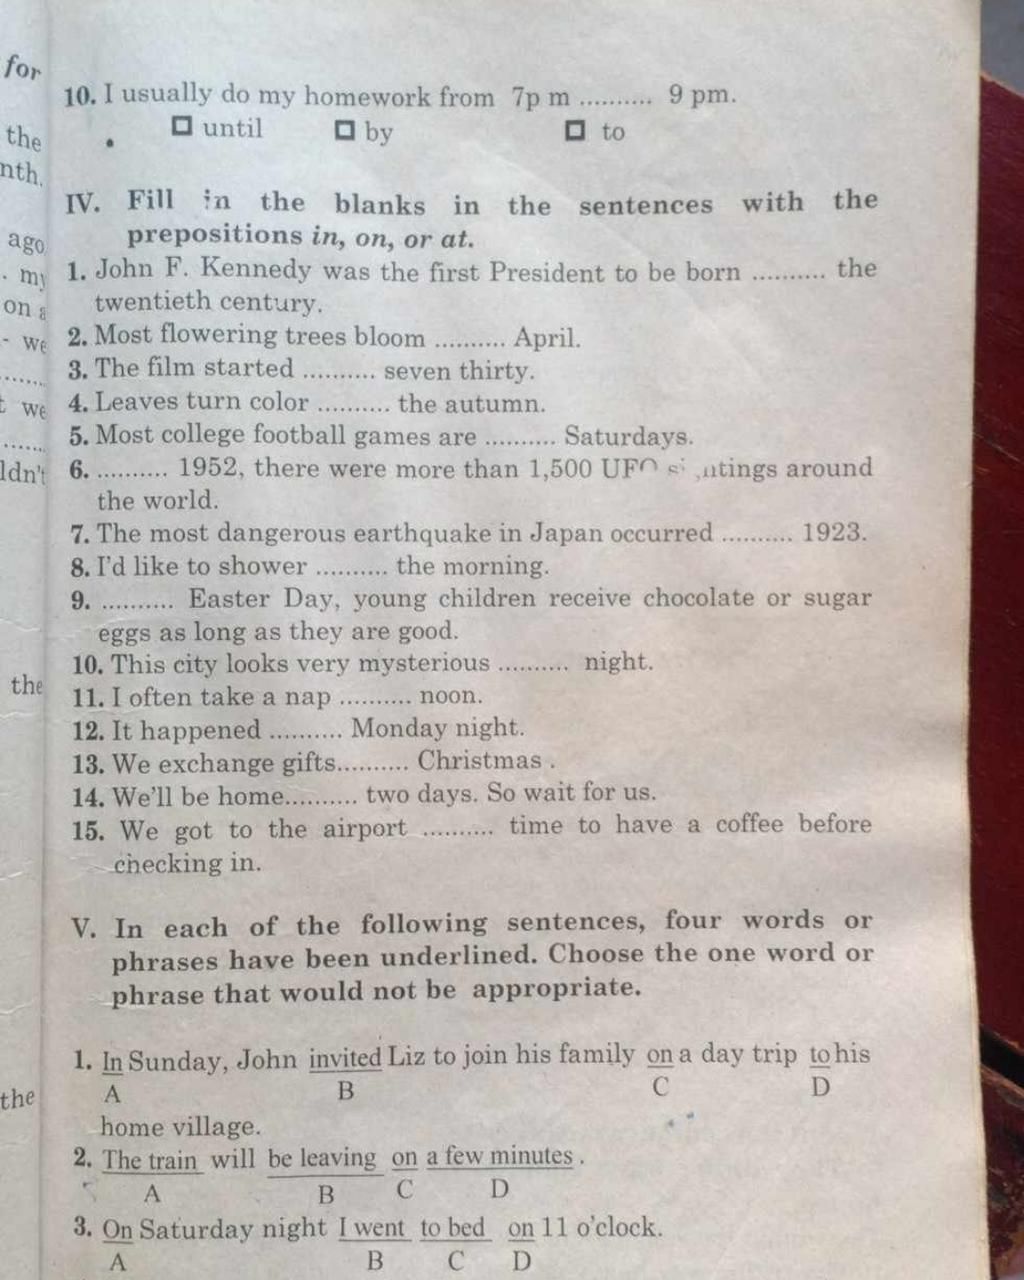 for
10. I usually do my homework from 7p m .......... 9 pm.
the
□ until □ by □ to
nth.
IV. Fill in the blanks in the sentences with the
prepositions in, on, or at.
ago
1. John F. Kennedy was the first President to be born .......... the
. my
twentieth century.
on a
2. Most flowering trees bloom .......... April.
- we
3. The film started .......... seven thirty.
.......
4. Leaves turn color .......... the autumn.
t we
5. Most college football games are .......... Saturdays.
.......
6. .......... 1952, there were more than 1,500 around
ldn't
the world.
7. The most dangerous earthquake in Japan occurred .......... 1923.
8. I'd like to shower .......... the morning.
9. .......... Easter Day, young children receive chocolate or sugar
eggs as long as they are good.
10. This city looks very mysterious .......... night.
the
11. I often take a nap .......... noon.
12. It happened .......... Monday night.
13. We exchange gifts.......... Christmas .
14. We'll be home.......... two days. So wait for us.
15. We got to the airport .......... time to have a coffee before
checking in.
V. In each of the following sentences, four words or
phrases have been underlined. Choose the one word or
phrase that would not be appropriate.
1. In Sunday, John invited Liz to join his family on a day trip to his
A B C D
the
home village.
2. The train will be leaving on a few minutes .
A B C D
3. On Saturday night I went to bed on 11 o'clock.
A B C D